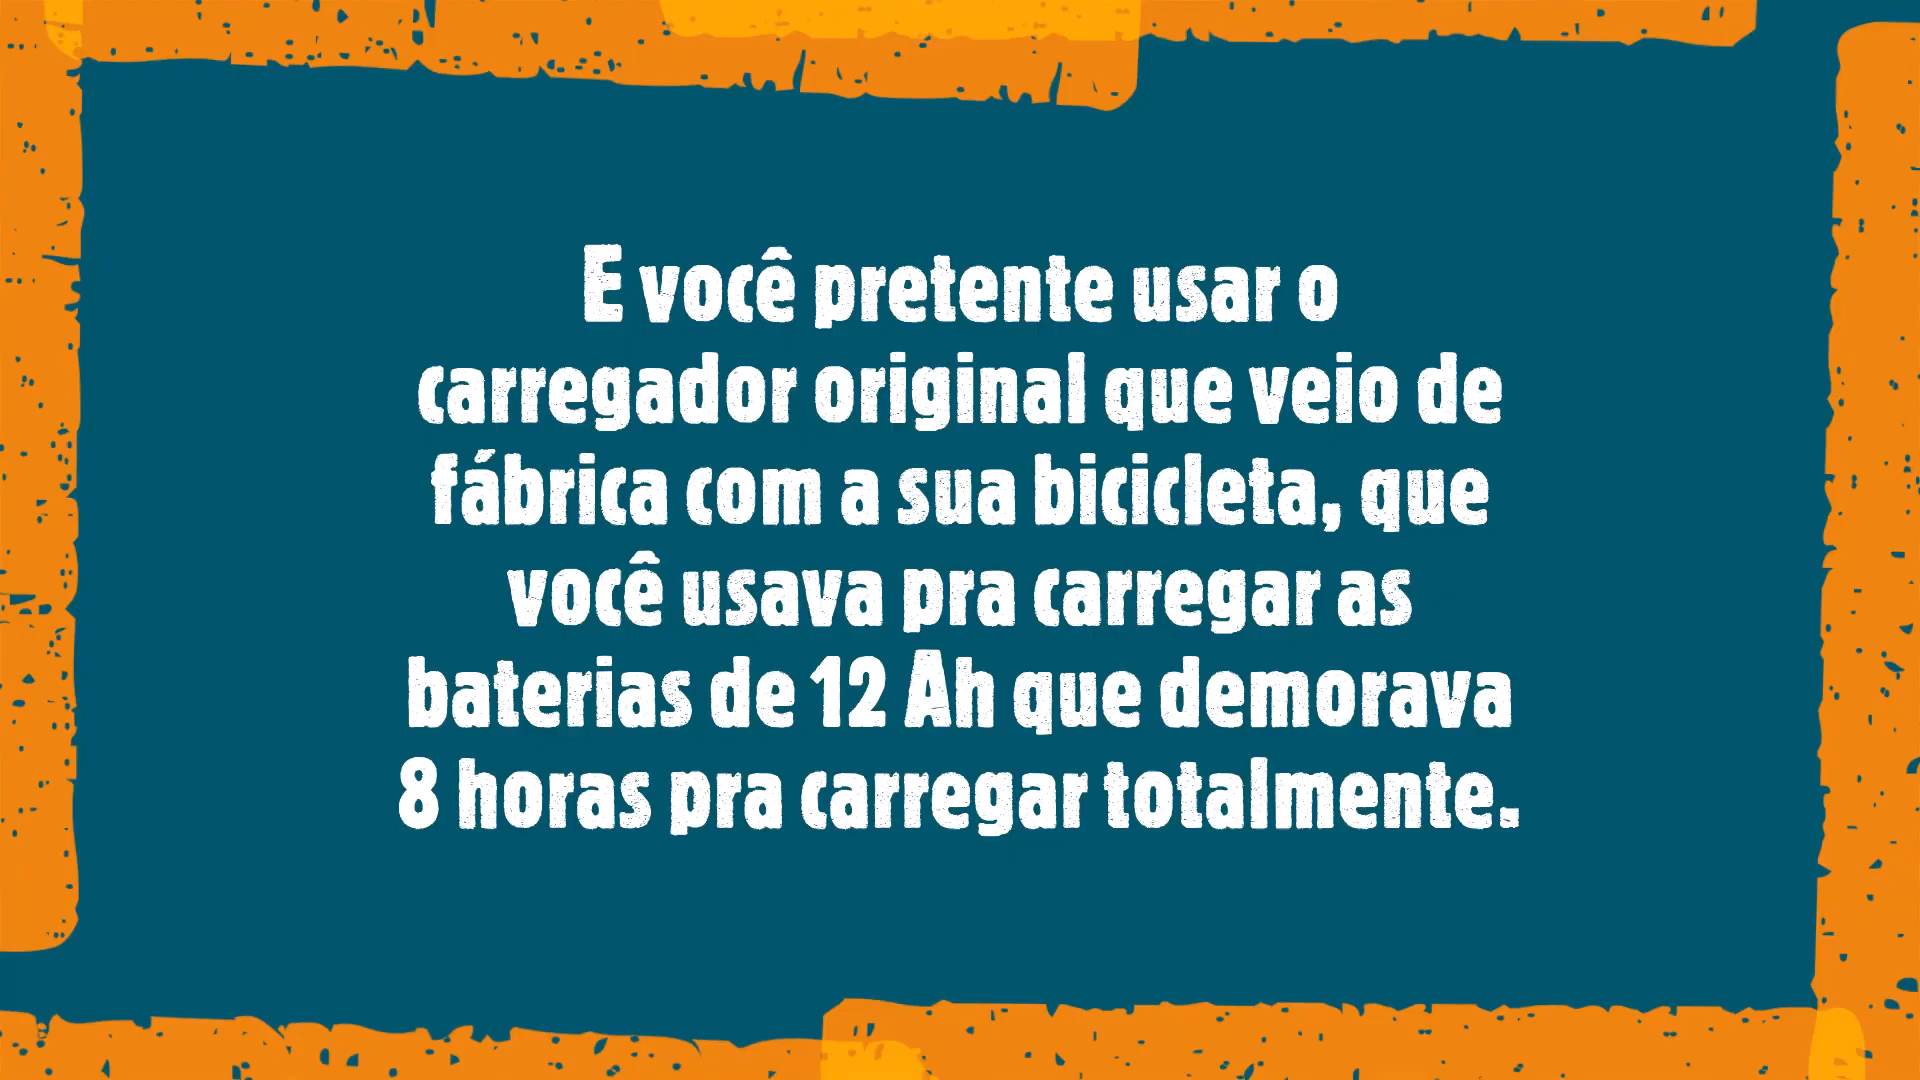 E você pretente usar o
carregador original que veio de
fábrica com a sua bicicleta, que
você usava pra carregar as
baterias de 12 Ah que demorava
8 horas pra carregar totalmente.